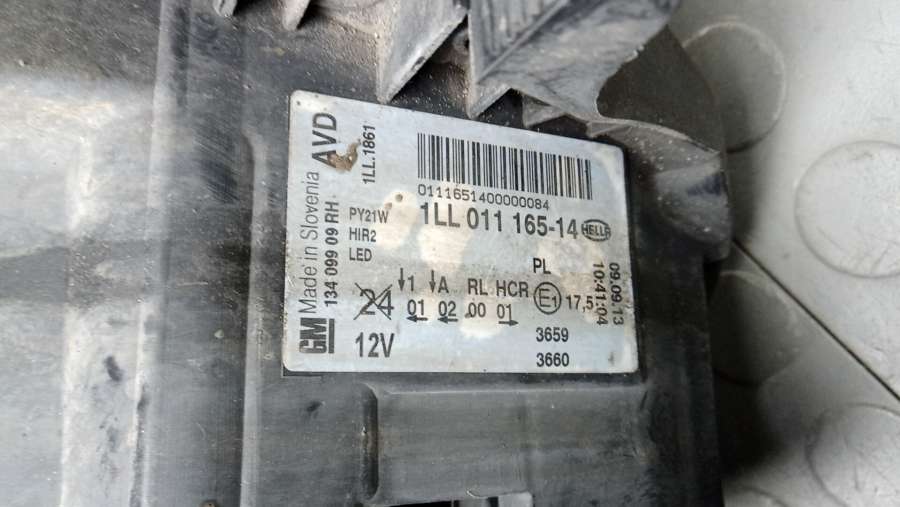 GM Made in Slovenia AVD
134 099 09 RH.
1LL.1861
0111651400000084
1LL 011 165-14 HELLA
PY21W
HIR2
LED
PL
09.09.13
10:41:04
↓1 ↓A RL HCR E1 17.5
24 01 02 00 01
12V
3659
3660